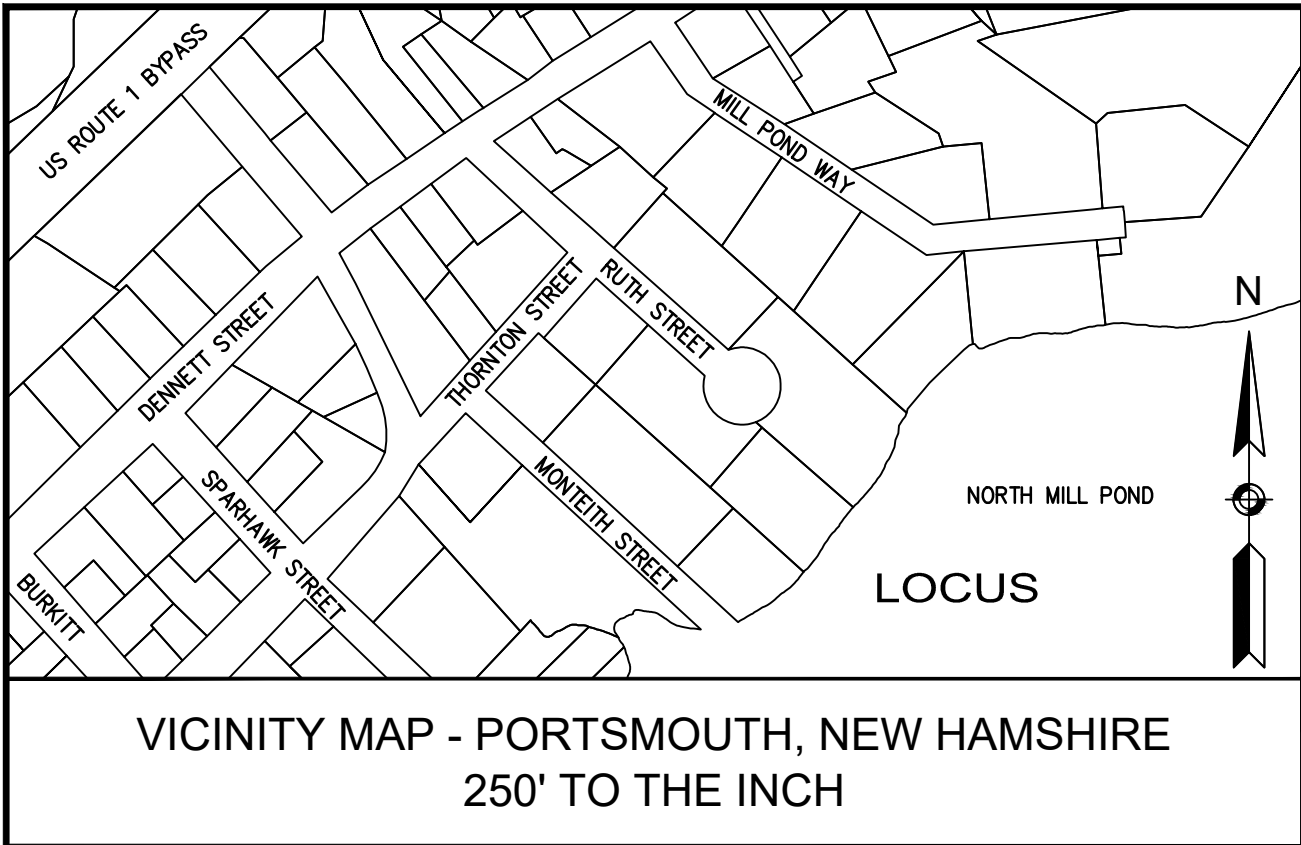 US ROUTE 1 BYPASS
MILL POND WAY
RUTH STREET
THORNTON STREET
DENNETT STREET
N
MONTEITH STREET
SPARHAWK STREET
NORTH MILL POND
LOCUS
BURKITT
VICINITY MAP - PORTSMOUTH, NEW HAMSHIRE
250' TO THE INCH